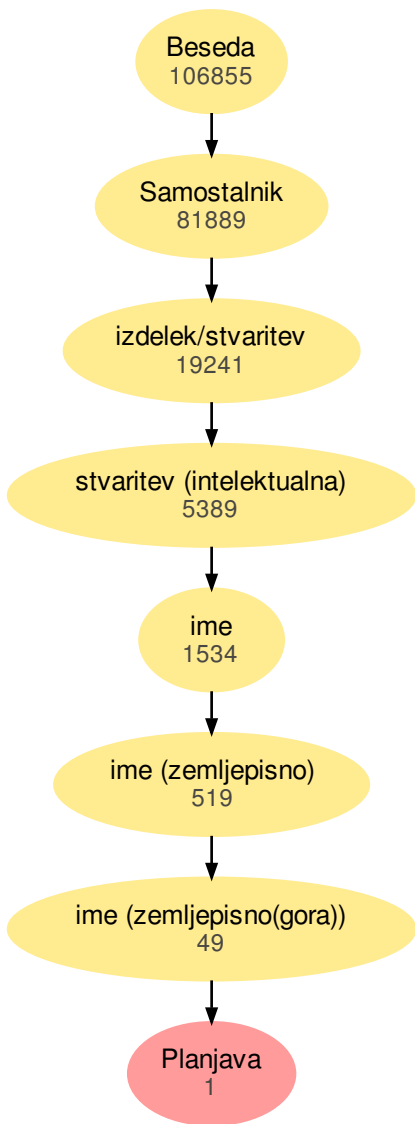 Beseda
106855
Samostalnik
81889
izdelek/stvaritev
19241
stvaritev (intelektualna)
5389
ime
1534
ime (zemljepisno)
519
ime (zemljepisno(gora))
49
Planjava
1